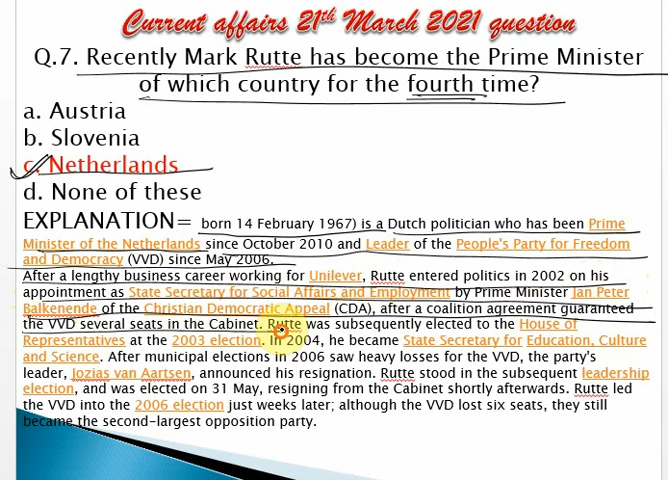 Current affairs 21th March 2021 question
Q.7. Recently Mark Rutte has become the Prime Minister
of which country for the fourth time?
a. Austria
b. Slovenia
c. Netherlands
d. None of these
EXPLANATION= born 14 February 1967) is a Dutch politician who has been Prime
Minister of the Netherlands since October 2010 and Leader of the People's Party for Freedom
and Democracy (VVD) since May 2006.
After a lengthy business career working for Unilever, Rutte entered politics in 2002 on his
appointment as State Secretary for Social Affairs and Employment by Prime Minister Jan Peter
Balkenende of the Christian Democratic Appeal (CDA), after a coalition agreement guaranteed
the VVD several seats in the Cabinet. Rutte was subsequently elected to the House of
Representatives at the 2003 election. In 2004, he became State Secretary for Education, Culture
and Science. After municipal elections in 2006 saw heavy losses for the VVD, the party's
leader, Jozias van Aartsen, announced his resignation. Rutte stood in the subsequent leadership
election, and was elected on 31 May, resigning from the Cabinet shortly afterwards. Rutte led
the VVD into the 2006 election just weeks later; although the VVD lost six seats, they still
became the second-largest opposition party.